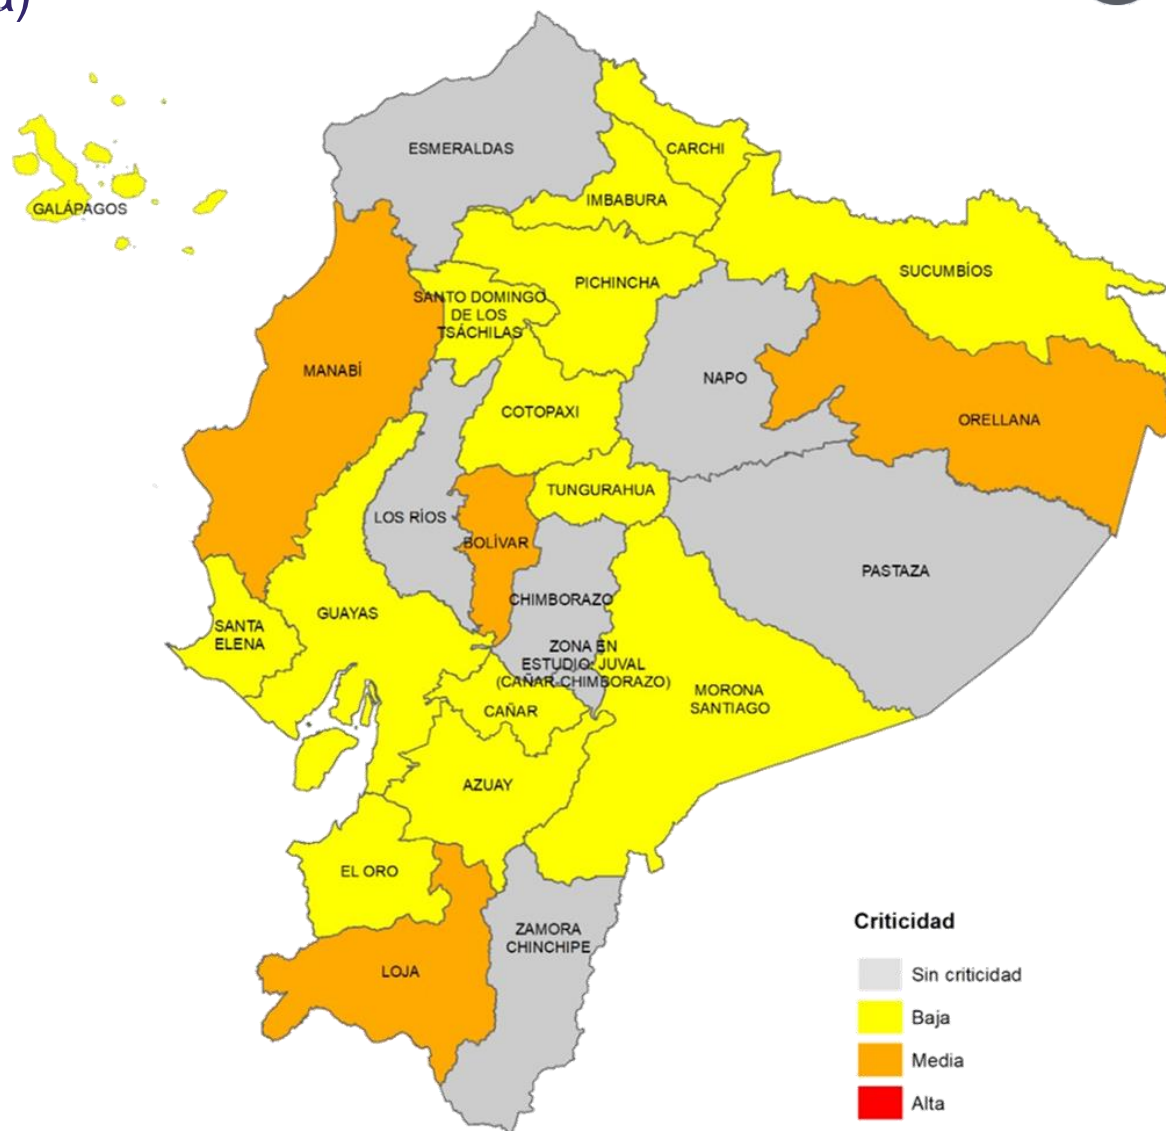 ESMERALDAS
CARCHI
IMBABURA
GALÁPAGOS
SUCUMBÍOS
PICHINCHA
SANTO DOMINGO
DE LOS
TSÁCHILAS
MANABÍ
NAPO
COTOPAXI
ORELLANA
TUNGURAHUA
LOS RÍOS
BOLÍVAR
PASTAZA
CHIMBORAZO
GUAYAS
SANTA
ELENA
ZONA EN
ESTUDIO: JUVAL
(CAÑAR-CHIMBORAZO)
MORONA
SANTIAGO
CAÑAR
AZUAY
EL ORO
ZAMORA
CHINCHIPE
LOJA
Criticidad
Sin criticidad
Baja
Media
Alta